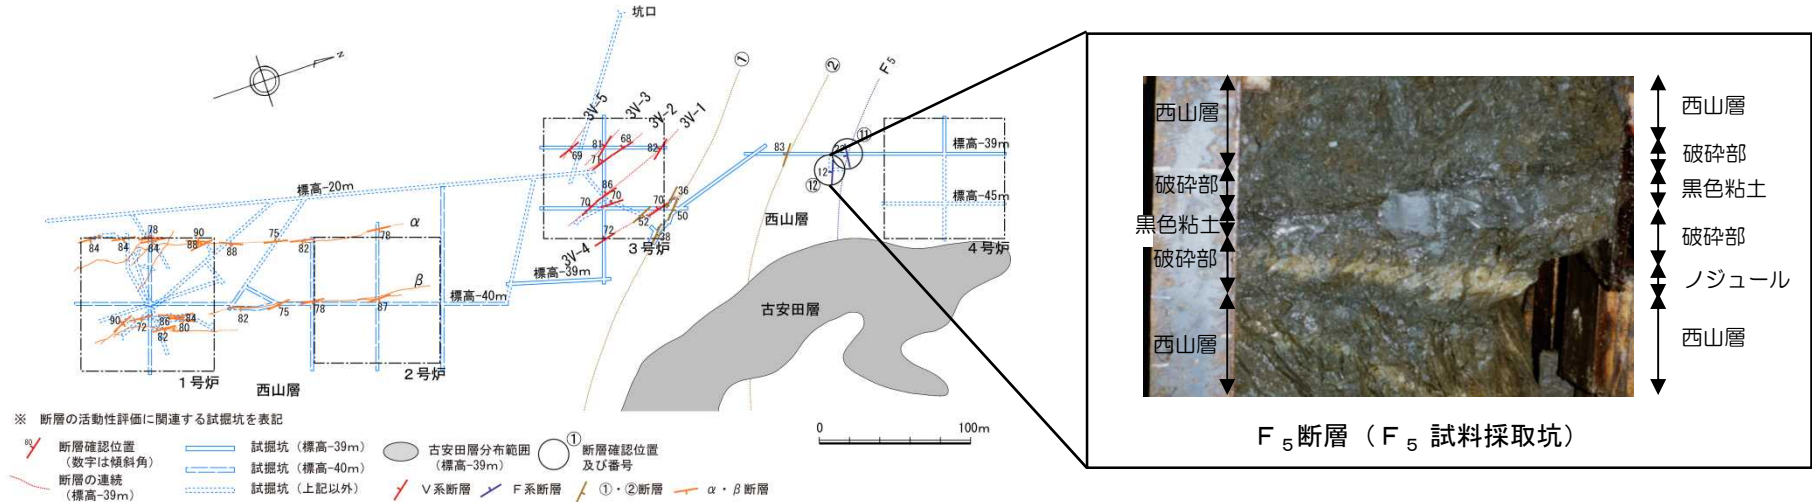 坑口
N
①
②
F5
3V-5
3V-3
3V-2
3V-1
81
68
82
69
71
83
⑪
標高-39m
標高-20m
86
70
70
36
12
⑫
標高-45m
52
50
西山層
72
28
3V-4
3号炉
4号炉
標高-39m
α
78
90
75
78
84
84
84
88
88
82
β
標高-40m
古安田層
90
72
86
84
80
82
82
75
78
87
1号炉
2号炉
西山層
※ 断層の活動性評価に関連する試掘坑を表記
0
100m
80
断層確認位置
(数字は傾斜角)
断層の連続
(標高-39m)
試掘坑(標高-39m)
試掘坑(標高-40m)
試掘坑(上記以外)
古安田層分布範囲
(標高-39m)
①
断層確認位置
及び番号
V系断層
F系断層
①・②断層
α・β断層
西山層
破砕部
黒色粘土
破砕部
西山層
西山層
破砕部
黒色粘土
破砕部
ノジュール
西山層
F5断層(F5 試料採取坑)